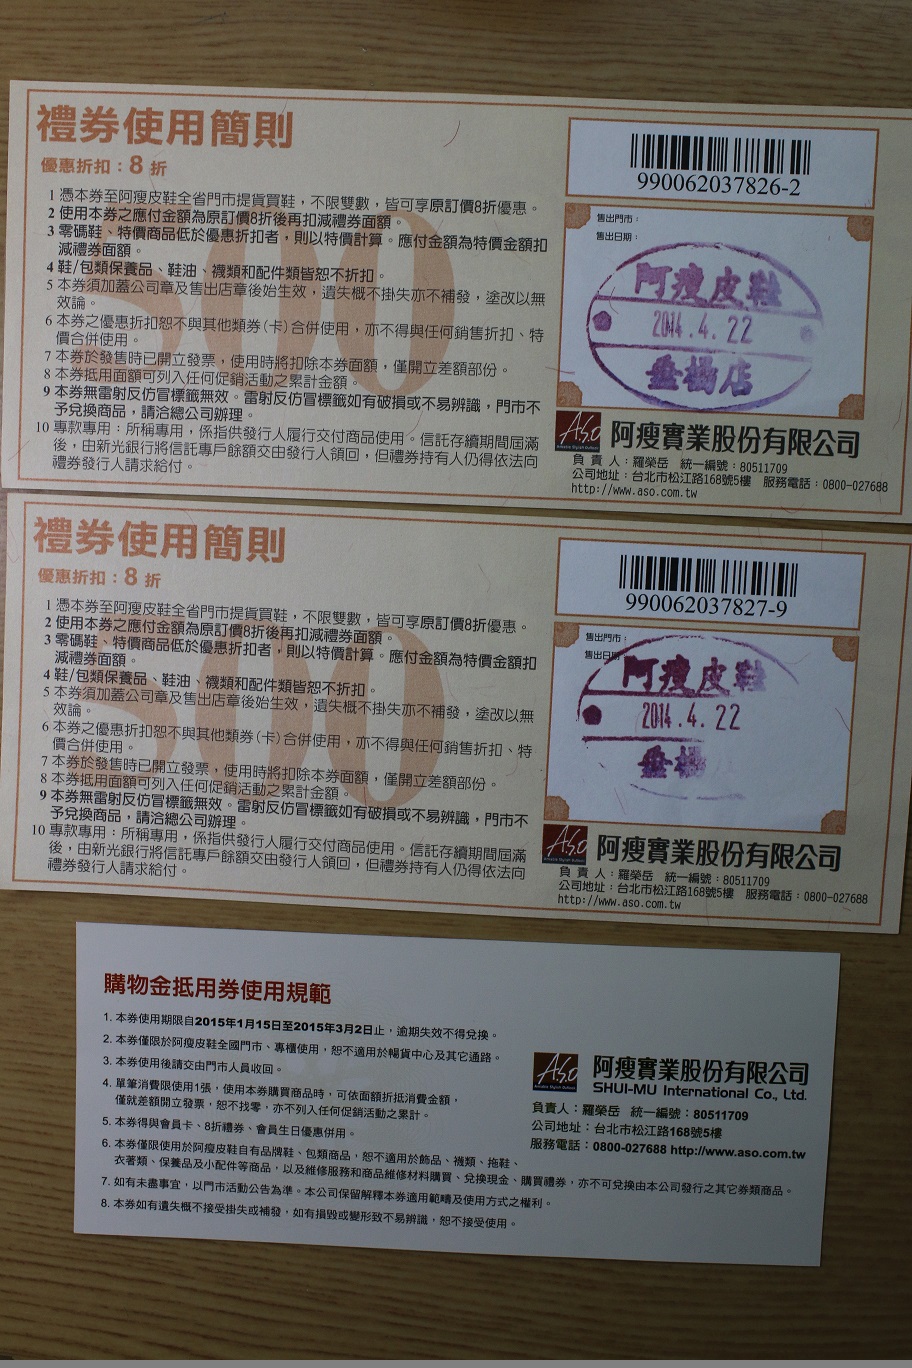 禮券使用簡則
優惠折扣：8 折
1 憑本券至阿瘦皮鞋全省門市提貨買鞋，不限雙數，皆可享原訂價8折優惠。
2 使用本券之應付金額為原訂價8折後再扣減禮券面額。
3 零碼鞋、特價商品低於優惠折扣者，則以特價計算。應付金額為特價金額扣
減禮券面額。
4 鞋/包類保養品、鞋油、襪類和配件類皆恕不折扣。
5 本券須加蓋公司章及售出店章後始生效，遺失概不掛失亦不補發，塗改以無
效論。
6 本券之優惠折扣恕不與其他類券(卡)合併使用，亦不得與任何銷售折扣、特
價合併使用。
7 本券於發售時已開立發票，使用時將扣除本券面額，僅開立差額部份。
8 本券抵用面額可列入任何促銷活動之累計金額。
9 本券無雷射反仿冒標籤無效。雷射反仿冒標籤如有破損或不易辨識，門市不
予兌換商品，請洽總公司辦理。
10 專款專用：所稱專用，係指供發行人履行交付商品使用。信託存續期間屆滿
後，由新光銀行將信託專戶餘額交由發行人領回，但禮券持有人仍得依法向
禮券發行人請求給付。
500
990062037826-2
售出門市：
售出日期：
阿瘦皮鞋
2014.4.22
板橋店
Aso
阿瘦實業股份有限公司
負 責 人：羅榮岳 統一編號：80511709
公司地址：台北市松江路168號5樓 服務電話：0800-027688
http://www.aso.com.tw
禮券使用簡則
優惠折扣：8 折
1 憑本券至阿瘦皮鞋全省門市提貨買鞋，不限雙數，皆可享原訂價8折優惠。
2 使用本券之應付金額為原訂價8折後再扣減禮券面額。
3 零碼鞋、特價商品低於優惠折扣者，則以特價計算。應付金額為特價金額扣
減禮券面額。
4 鞋/包類保養品、鞋油、襪類和配件類皆恕不折扣。
5 本券須加蓋公司章及售出店章後始生效，遺失概不掛失亦不補發，塗改以無
效論。
6 本券之優惠折扣恕不與其他類券(卡)合併使用，亦不得與任何銷售折扣、特
價合併使用。
7 本券於發售時已開立發票，使用時將扣除本券面額，僅開立差額部份。
8 本券抵用面額可列入任何促銷活動之累計金額。
9 本券無雷射反仿冒標籤無效。雷射反仿冒標籤如有破損或不易辨識，門市不
予兌換商品，請洽總公司辦理。
10 專款專用：所稱專用，係指供發行人履行交付商品使用。信託存續期間屆滿
後，由新光銀行將信託專戶餘額交由發行人領回，但禮券持有人仍得依法向
禮券發行人請求給付。
500
990062037827-9
售出門市：
售出日期
阿瘦皮鞋
2014.4.22
板橋
Aso
阿瘦實業股份有限公司
負 責 人：羅榮岳 統一編號：80511709
公司地址：台北市松江路168號5樓 服務電話：0800-027688
http://www.aso.com.tw
購物金抵用券使用規範
1. 本券使用期限自2015年1月15日至2015年3月2日止，逾期失效不得兌換。
2. 本券僅限於阿瘦皮鞋全國門市、專櫃使用，恕不適用於暢貨中心及其它通路。
3. 本券使用後請交由門市人員收回。
4. 單筆消費限使用1張，使用本券購買商品時，可依面額折抵消費金額，
僅就差額開立發票，恕不找零，亦不列入任何促銷活動之累計。
5. 本券得與會員卡、8折禮券、會員生日優惠併用。
6. 本券僅限使用於阿瘦皮鞋自有品牌鞋、包類商品，恕不適用於飾品、襪類、拖鞋、
衣著類、保養品及小配件等商品，以及維修服務和商品維修材料購買、兌換現金、購買禮券，亦不可兌換由本公司發行之其它券類商品。
7. 如有未盡事宜，以門市活動公告為準。本公司保留解釋本券適用範疇及使用方式之權利。
8. 本券如有遺失概不接受掛失或補發，如有損毀或變形致不易辨識，恕不接受使用。
Aso
阿瘦實業股份有限公司
SHUI-MU International Co., Ltd.
負責人：羅榮岳 統一編號：80511709
公司地址：台北市松江路168號5樓
服務電話：0800-027688 http://www.aso.com.tw